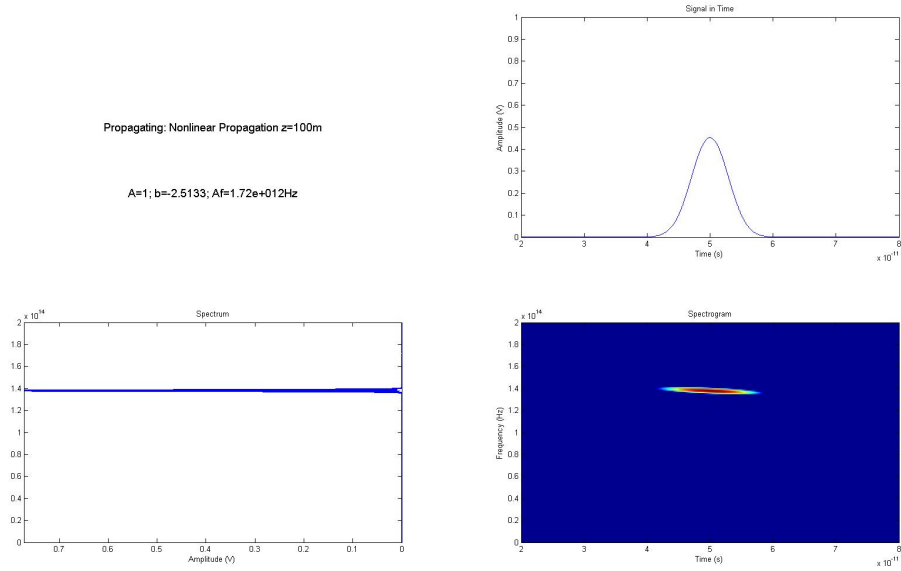 Propagating: Nonlinear Propagation z=100m
A=1; b=-2.5133; Af=1.72e+012Hz
Signal in Time
1
0.9
0.8
0.7
0.6
0.5
0.4
0.3
0.2
0.1
0
Amplitude (V)
2 3 4 5 6 7 8
Time (s)
x 10^-11
Spectrum
x 10^14
2
1.8
1.6
1.4
1.2
1
0.8
0.6
0.4
0.2
0
0.7 0.6 0.5 0.4 0.3 0.2 0.1 0
Amplitude (V)
Spectrogram
x 10^14
2
1.8
1.6
1.4
1.2
1
0.8
0.6
0.4
0.2
0
Frequency (Hz)
2 3 4 5 6 7 8
Time (s)
x 10^-11